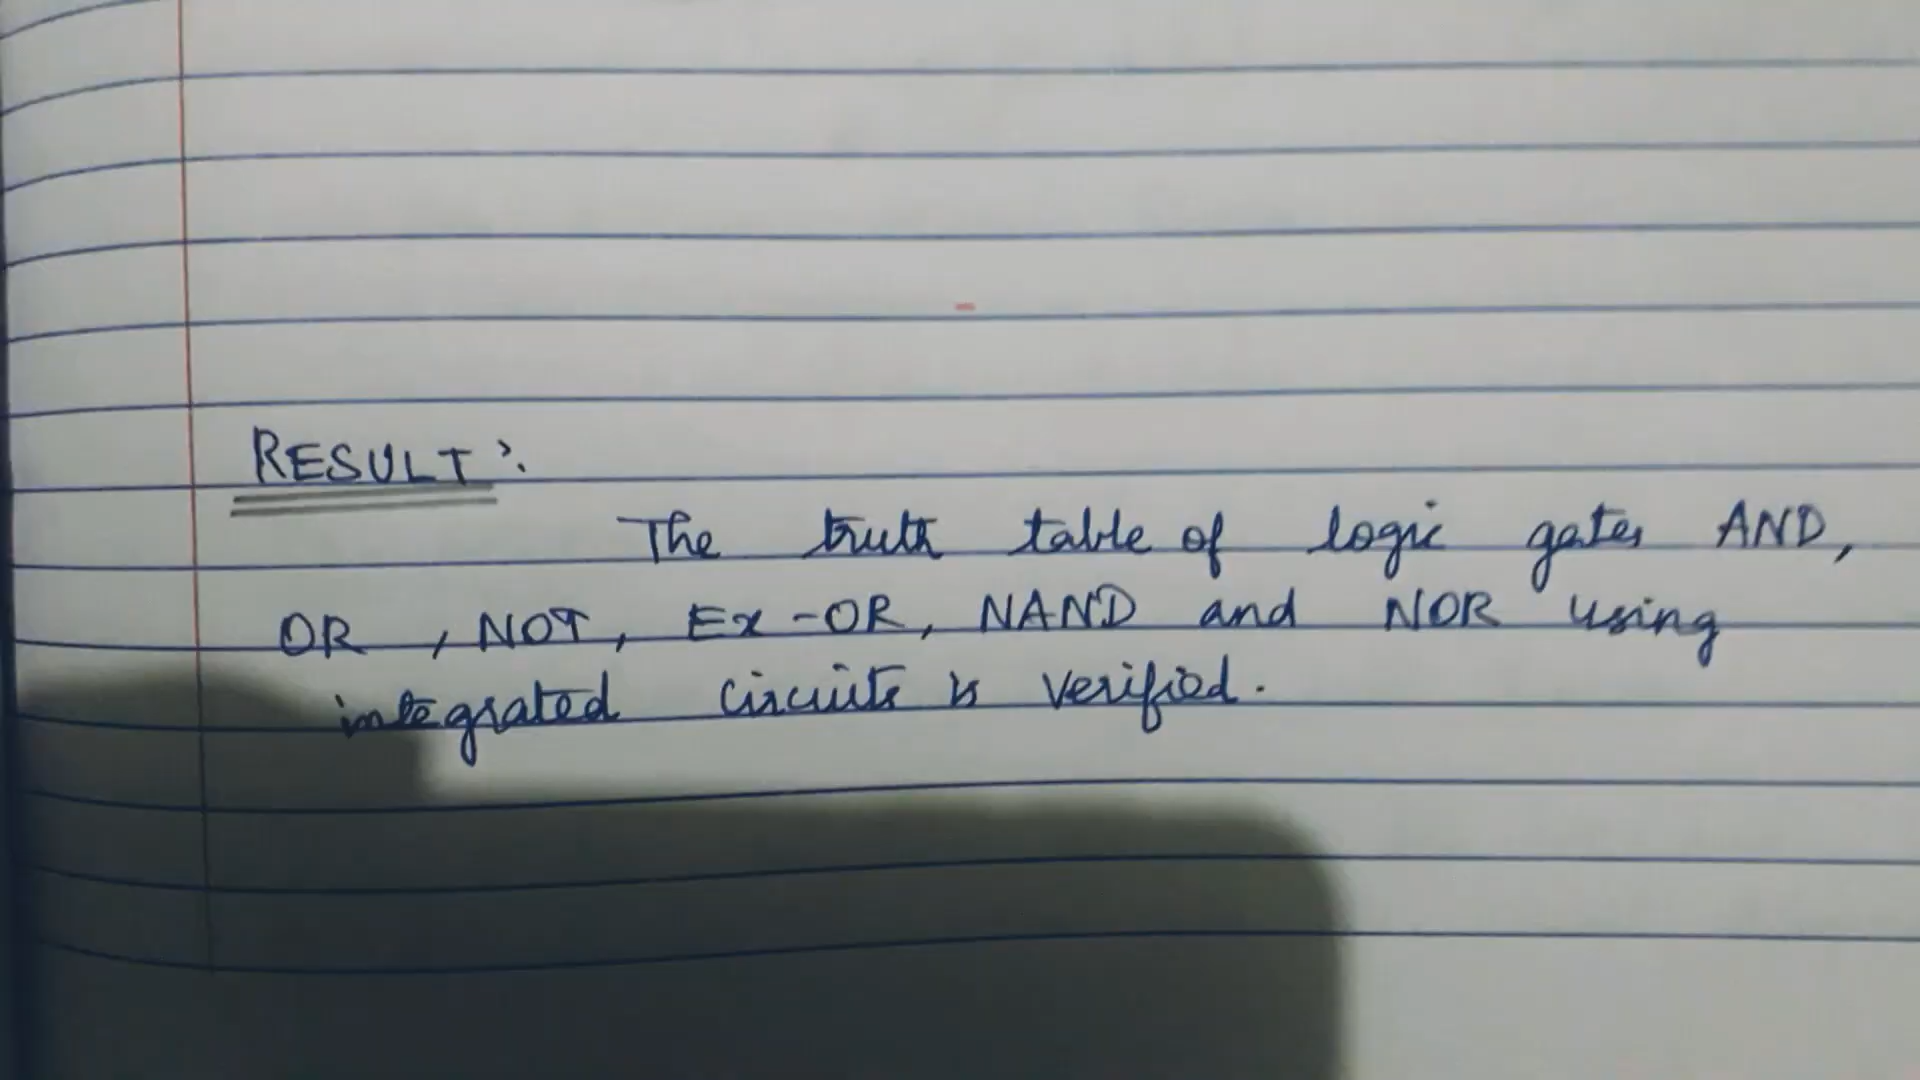 RESULT:
The truth table of logic gates AND,
OR, NOT, Ex-OR, NAND and NOR using
integrated circuits is verified.